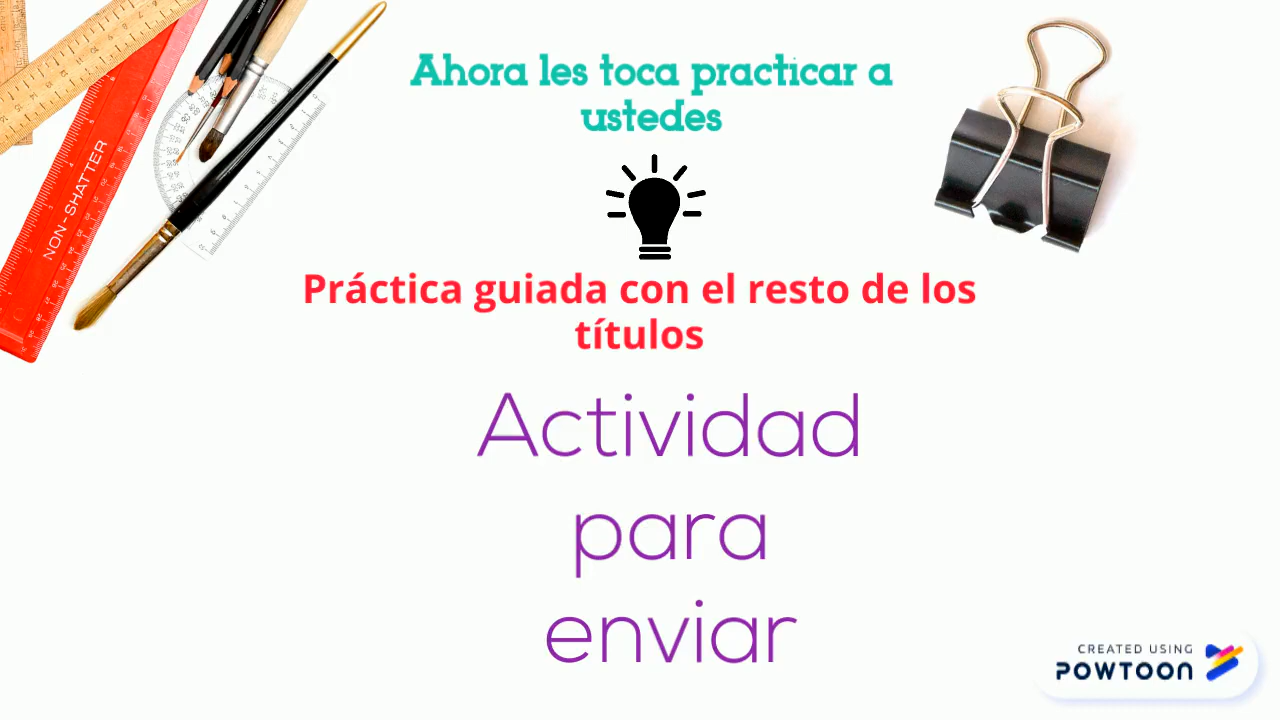 Ahora les toca practicar a
ustedes
Práctica guiada con el resto de los
títulos
Actividad
para
enviar
NON-SHATTER
CREATED USING
POWTOON